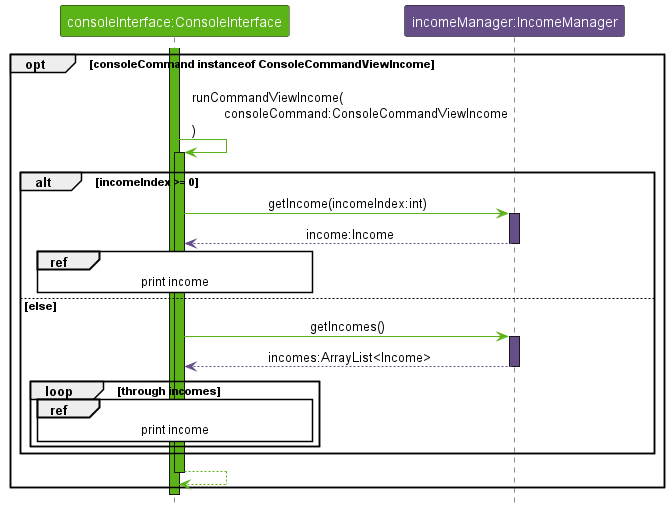 consoleInterface:ConsoleInterface
incomeManager:IncomeManager
opt
[consoleCommand instanceof ConsoleCommandViewIncome]
runCommandViewIncome(
consoleCommand:ConsoleCommandViewIncome
)
alt
[incomeIndex >= 0]
getIncome(incomeIndex:int)
income:Income
ref
print income
[else]
getIncomes()
incomes:ArrayList<Income>
loop
[through incomes]
ref
print income